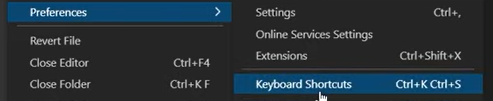 Preferences >
Revert File
Close Editor Ctrl+F4
Close Folder Ctrl+K F
Settings Ctrl+,
Online Services Settings
Extensions Ctrl+Shift+X
Keyboard Shortcuts Ctrl+K Ctrl+S